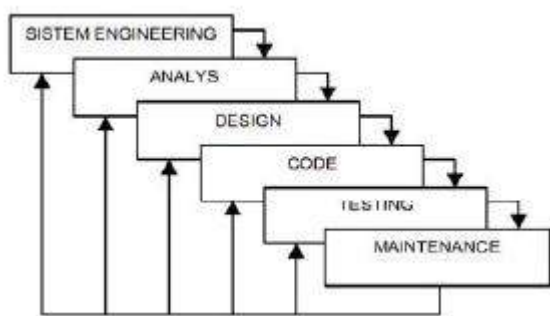 SISTEM ENGINEERING
ANALYS
DESIGN
CODE
TESTING
MAINTENANCE